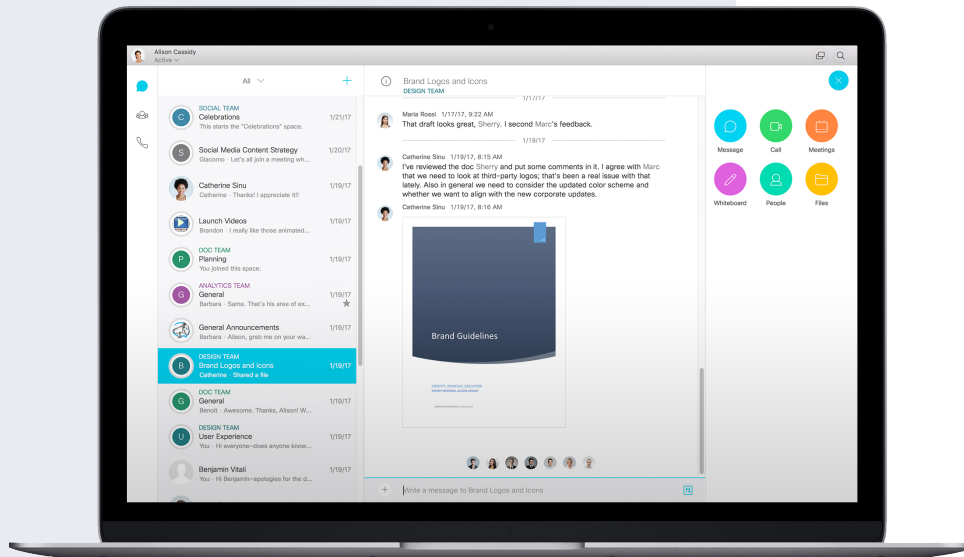 Alison Cassidy
Active
All
SOCIAL TEAM
C
Celebrations
1/21/17
This starts the "Celebrations" space.
S
Social Media Content Strategy
1/20/17
Giacomo · Let's all join a meeting wh...
Catherine Sinu
1/19/17
Catherine · Thanks! I appreciate it!!
Launch Videos
1/19/17
Brandon · I really like those animated...
DOC TEAM
P
Planning
1/19/17
You joined this space.
ANALYTICS TEAM
G
General
1/19/17
Barbara · Same. That's his area of ex...
General Announcements
1/19/17
Barbara · Alison, grab me on your wa...
DESIGN TEAM
B
Brand Logos and Icons
1/19/17
Catherine · Shared a file
DOC TEAM
G
General
1/19/17
Benoit · Awesome. Thanks, Alison! W...
DESIGN TEAM
U
User Experience
1/19/17
You · Hi everyone–does anyone know...
Benjamin Vitali
1/19/17
You · Hi Benjamin–apologies for the d...
Brand Logos and Icons
DESIGN TEAM
1/17/17
Maria Rossi 1/17/17, 9:22 AM
That draft looks great, Sherry. I second Marc's feedback.
1/19/17
Catherine Sinu 1/19/17, 8:15 AM
I've reviewed the doc Sherry and put some comments in it. I agree with Marc
that we need to look at third-party logos; that's been a real issue with that
lately. Also in general we need to consider the updated color scheme and
whether we want to align with the new corporate updates.
Catherine Sinu 1/19/17, 8:16 AM
Brand Guidelines
Write a message to Brand Logos and Icons
Message
Call
Meetings
Whiteboard
People
Files